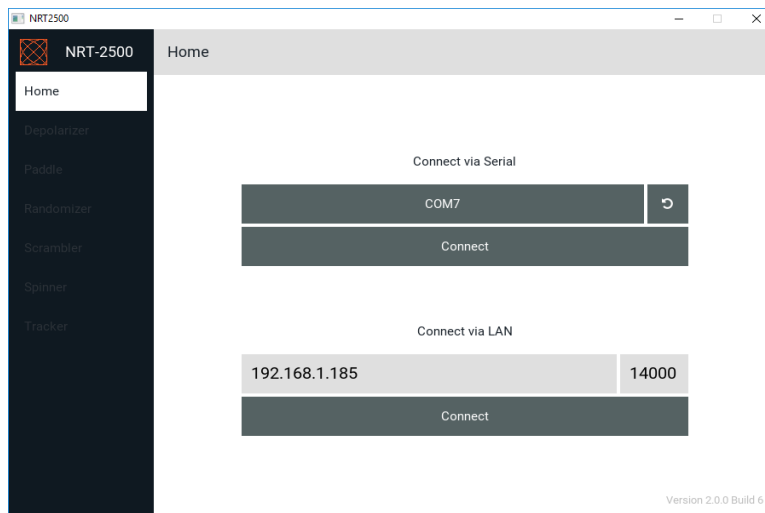 NRT2500
NRT-2500
Home
Home
Depolarizer
Paddle
Randomizer
Scrambler
Spinner
Tracker
Connect via Serial
COM7
Connect
Connect via LAN
192.168.1.185 14000
Connect
Version 2.0.0 Build 6